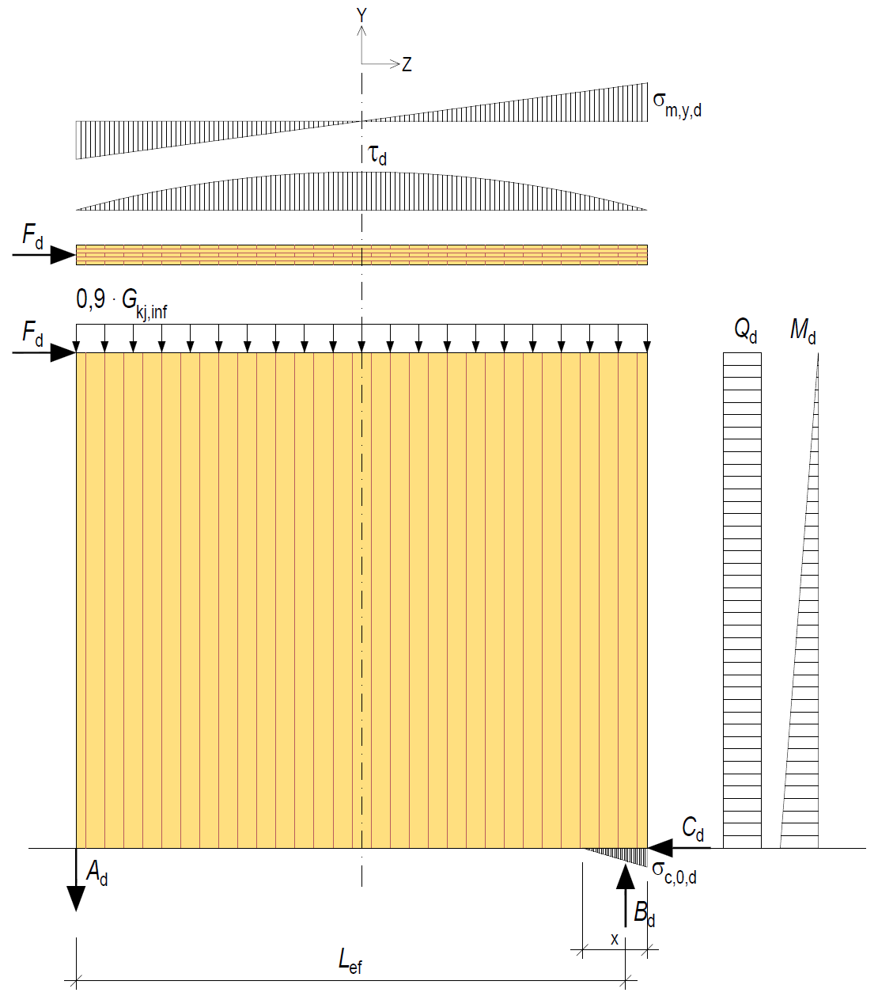 Y
Z
σm,y,d
τd
Fd
0,9 · Gkj,inf
Fd
Qd
Md
Cd
Ad
σc,0,d
Bd
x
Lef